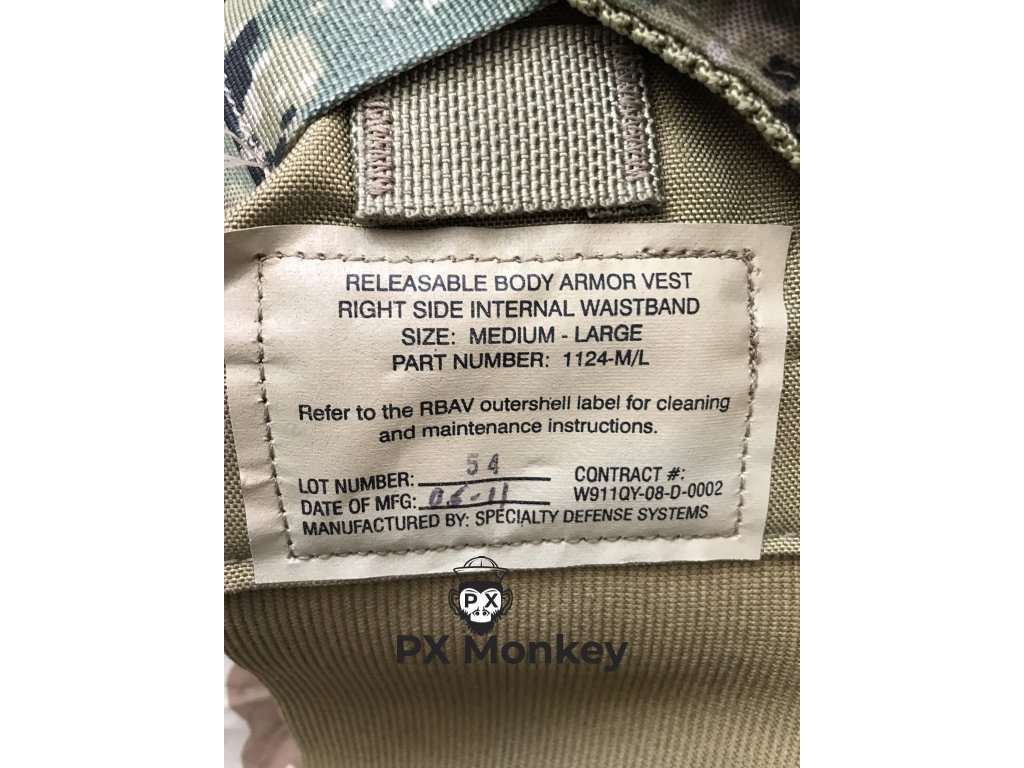 RELEASABLE BODY ARMOR VEST
RIGHT SIDE INTERNAL WAISTBAND
SIZE: MEDIUM - LARGE
PART NUMBER: 1124-M/L
Refer to the RBAV outershell label for cleaning
and maintenance instructions.
LOT NUMBER: 54
DATE OF MFG: 06-11
CONTRACT #:
W911QY-08-D-0002
MANUFACTURED BY: SPECIALTY DEFENSE SYSTEMS
PX
PX Monkey